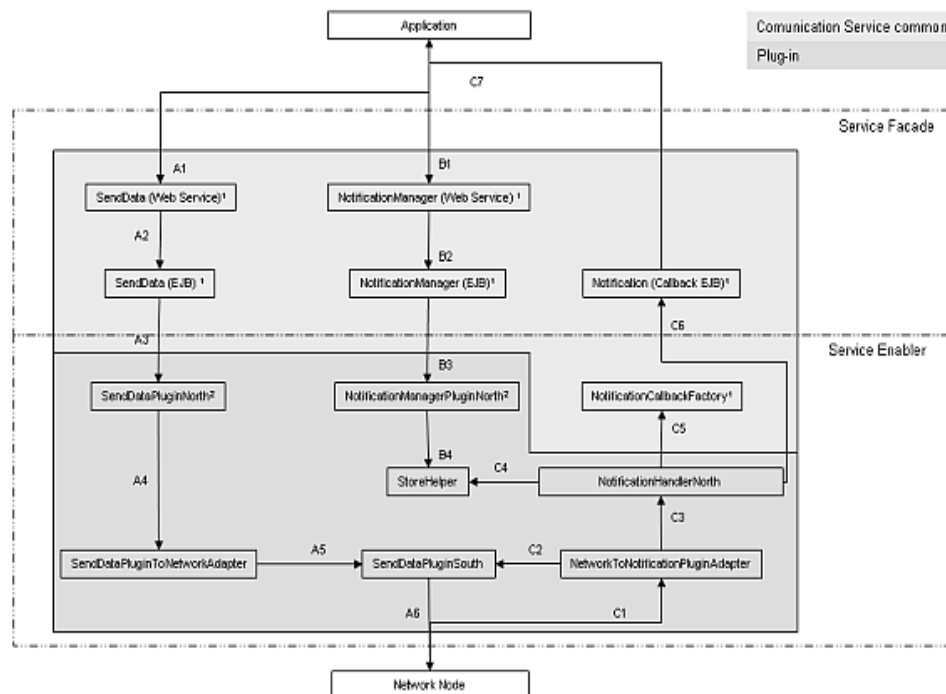 Application
Comunication Service common
Plug-in
C7
Service Facade
A1
B1
SendData (Web Service)¹
NotificationManager (Web Service) ¹
A2
B2
SendData (EJB) ¹
NotificationManager (EJB)¹
Notification (Callback EJB)¹
C6
A3
Service Enabler
B3
SendDataPluginNorth²
NotificationManagerPluginNorth²
NotificationCallbackFactory¹
C5
B4
C4
A4
StoreHelper
NotificationHandlerNorth
C3
A5
C2
SendDataPluginToNetworkAdapter
SendDataPluginSouth
NetworkToNotificationPluginAdapter
A6
C1
Network Node